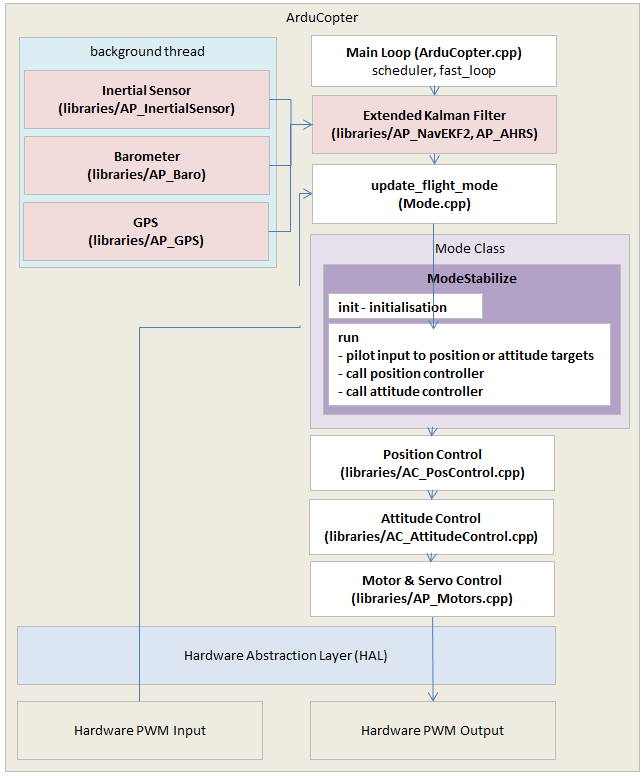 ArduCopter
background thread
Inertial Sensor
(libraries/AP_InertialSensor)
Barometer
(libraries/AP_Baro)
GPS
(libraries/AP_GPS)
Main Loop (ArduCopter.cpp)
scheduler, fast_loop
Extended Kalman Filter
(libraries/AP_NavEKF2, AP_AHRS)
update_flight_mode
(Mode.cpp)
Mode Class
ModeStabilize
init - initialisation
run
- pilot input to position or attitude targets
- call position controller
- call attitude controller
Position Control
(libraries/AC_PosControl.cpp)
Attitude Control
(libraries/AC_AttitudeControl.cpp)
Motor & Servo Control
(libraries/AP_Motors.cpp)
Hardware Abstraction Layer (HAL)
Hardware PWM Input
Hardware PWM Output